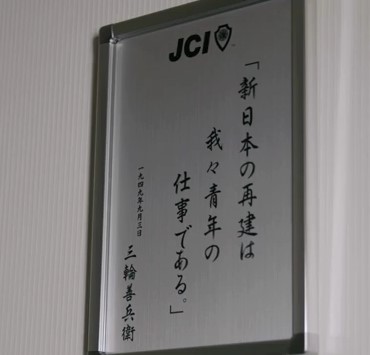 JCI
「新日本の再建は
我々青年の
仕事である。」
一九四九年九月三日
三輪善兵衛